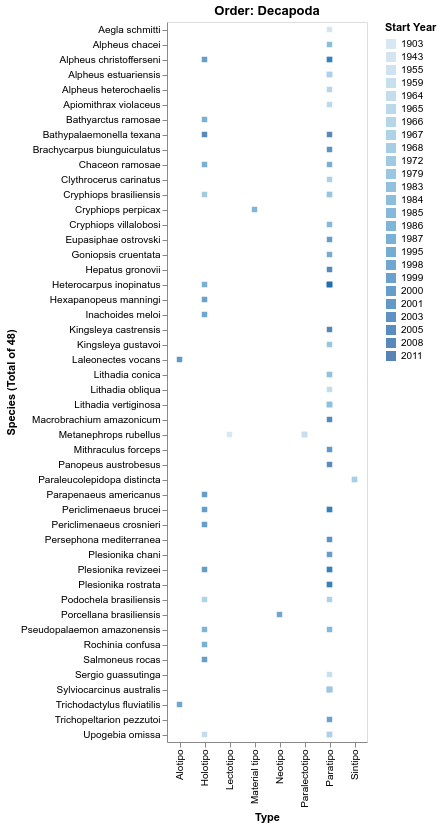 Order: Decapoda
Start Year
1903
1943
1955
1959
1964
1965
1966
1967
1968
1972
1979
1983
1984
1985
1986
1987
1995
1998
1999
2000
2001
2003
2005
2008
2011
Species (Total of 48)
Aegla schmitti
Alpheus chacei
Alpheus christofferseni
Alpheus estuariensis
Alpheus heterochaelis
Apiomithrax violaceus
Bathyarctus ramosae
Bathypalaemonella texana
Brachycarpus biunguiculatus
Chaceon ramosae
Clythrocerus carinatus
Cryphiops brasiliensis
Cryphiops perpicax
Cryphiops villalobosi
Eupasiphae ostrovski
Goniopsis cruentata
Hepatus gronovii
Heterocarpus inopinatus
Hexapanopeus manningi
Inachoides meloi
Kingsleya castrensis
Kingsleya gustavoi
Laleonectes vocans
Lithadia conica
Lithadia obliqua
Lithadia vertiginosa
Macrobrachium amazonicum
Metanephrops rubellus
Mithraculus forceps
Panopeus austrobesus
Paraleucolepidopa distincta
Parapenaeus americanus
Periclimenaeus brucei
Periclimenaeus crosnieri
Persephona mediterranea
Plesionika chani
Plesionika revizeei
Plesionika rostrata
Podochela brasiliensis
Porcellana brasiliensis
Pseudopalaemon amazonensis
Rochinia confusa
Salmoneus rocas
Sergio guassutinga
Sylviocarcinus australis
Trichodactylus fluviatilis
Trichopeltarion pezzutoi
Upogebia omissa
Alotipo
Holotipo
Lectotipo
Material tipo
Neotipo
Paralectotipo
Paratipo
Sintipo
Type